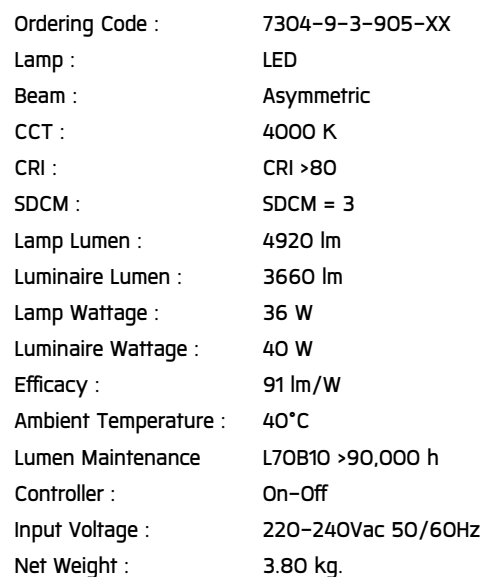 Ordering Code : 7304-9-3-905-XX
Lamp : LED
Beam : Asymmetric
CCT : 4000 K
CRI : CRI >80
SDCM : SDCM = 3
Lamp Lumen : 4920 lm
Luminaire Lumen : 3660 lm
Lamp Wattage : 36 W
Luminaire Wattage : 40 W
Efficacy : 91 lm/W
Ambient Temperature : 40°C
Lumen Maintenance L70B10 >90,000 h
Controller : On-Off
Input Voltage : 220-240Vac 50/60Hz
Net Weight : 3.80 kg.